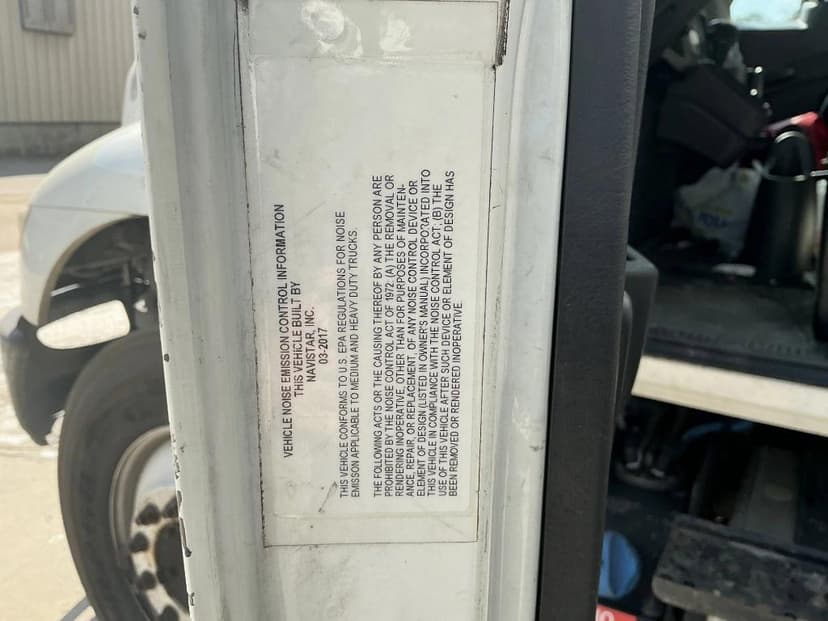 VEHICLE NOISE EMISSION CONTROL INFORMATION
THIS VEHICLE BUILT BY
NAVISTAR, INC.
03-2017
THIS VEHICLE CONFORMS TO U.S. EPA REGULATIONS FOR NOISE
EMISSON APPLICABLE TO MEDIUM AND HEAVY DUTY TRUCKS.
THE FOLLOWING ACTS OR THE CAUSING THEREOF BY ANY PERSON ARE
PROHIBITED BY THE NOISE CONTROL ACT OF 1972. (A) THE REMOVAL OR
RENDERING INOPERATIVE, OTHER THAN FOR PURPOSES OF MAINTEN-
ANCE, REPAIR, OR REPLACEMENT, OF ANY NOISE CONTROL DEVICE OR
ELEMENT OF DESIGN (LISTED IN OWNER'S MANUAL) INCORPORATED INTO
THIS VEHICLE IN COMPLIANCE WITH THE NOISE CONTROL ACT, (B) THE
USE OF THIS VEHICLE AFTER SUCH DEVICE OR ELEMENT OF DESIGN HAS
BEEN REMOVED OR RENDERED INOPERATIVE.